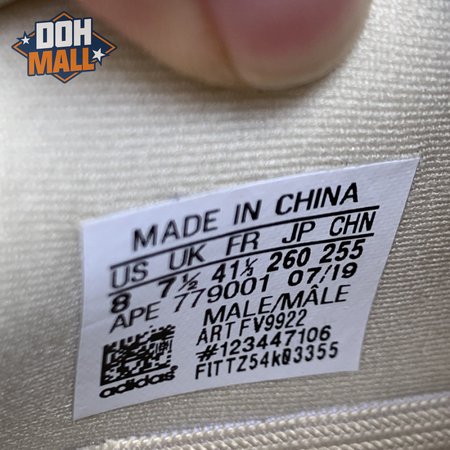 DOH
MALL
MADE IN CHINA
US UK FR JP CHN
8 7½ 41⅓ 260 255
APE 779001 07/19
MALE/MÂLE
ART FV9922
#123447106
FITTZ54k03355
adidas